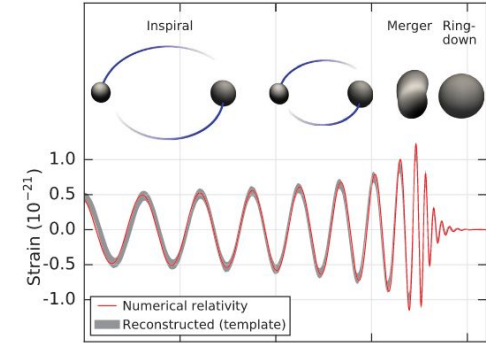 Inspiral
Merger Ring-
down
1.0
0.5
0.0
-0.5
-1.0
Strain (10⁻²¹)
Numerical relativity
Reconstructed (template)